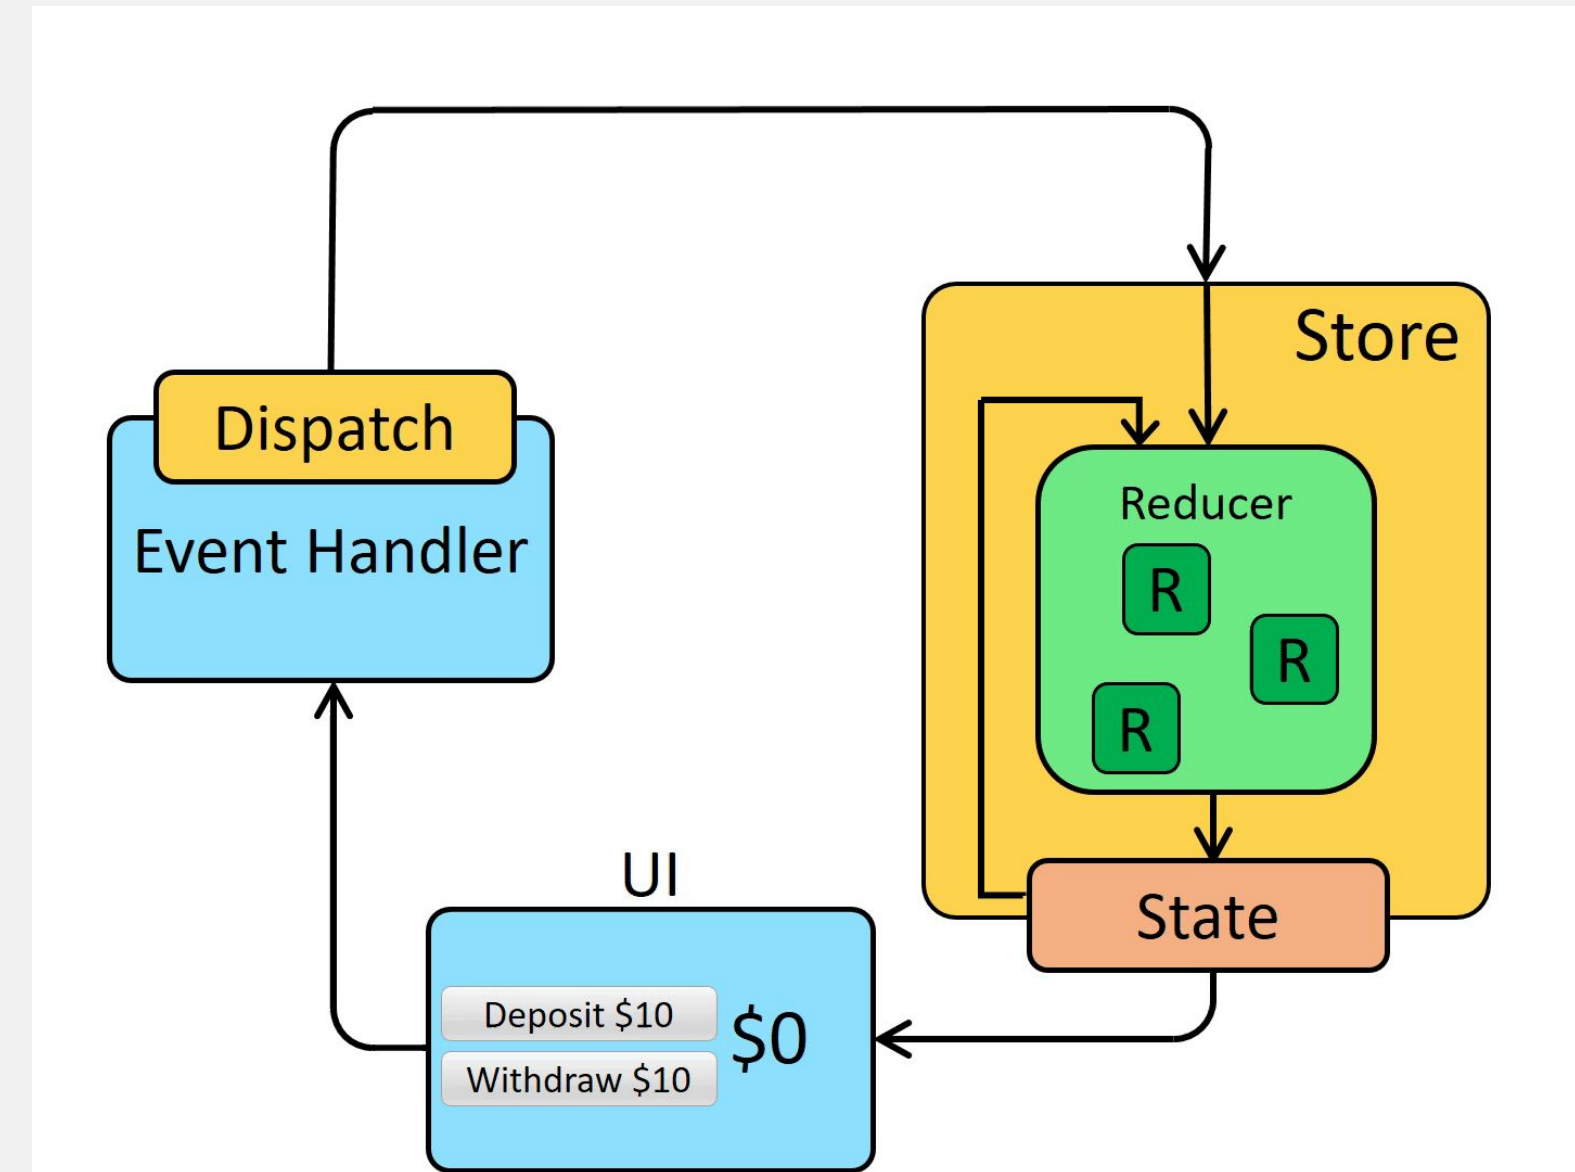 Dispatch
Event Handler
Store
Reducer
R
R
R
State
UI
Deposit $10
$0
Withdraw $10